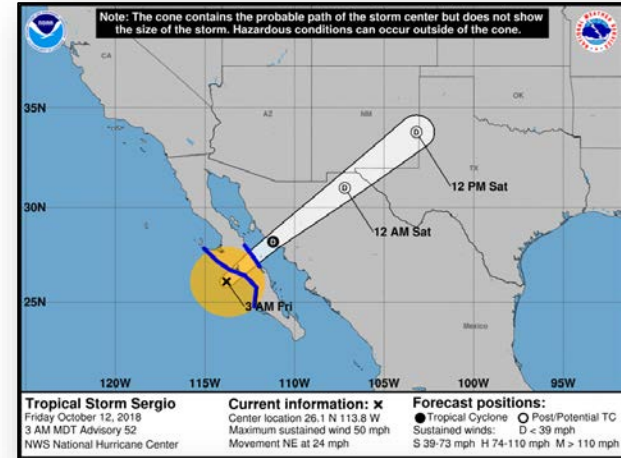 Note: The cone contains the probable path of the storm center but does not show
the size of the storm. Hazardous conditions can occur outside of the cone.
NOAA
CA
35N
AZ
NM
OK
TX
12 PM Sat
30N
12 AM Sat
D
D
D
3 AM Fri
25N
Mexico
120W
115W
110W
105W
100W
95W
Tropical Storm Sergio
Friday October 12, 2018
3 AM MDT Advisory 52
NWS National Hurricane Center
Current information: ×
Center location 26.1 N 113.8 W
Maximum sustained wind 50 mph
Movement NE at 24 mph
Forecast positions:
● Tropical Cyclone ○ Post/Potential TC
Sustained winds: D < 39 mph
S 39-73 mph H 74-110 mph M > 110 mph